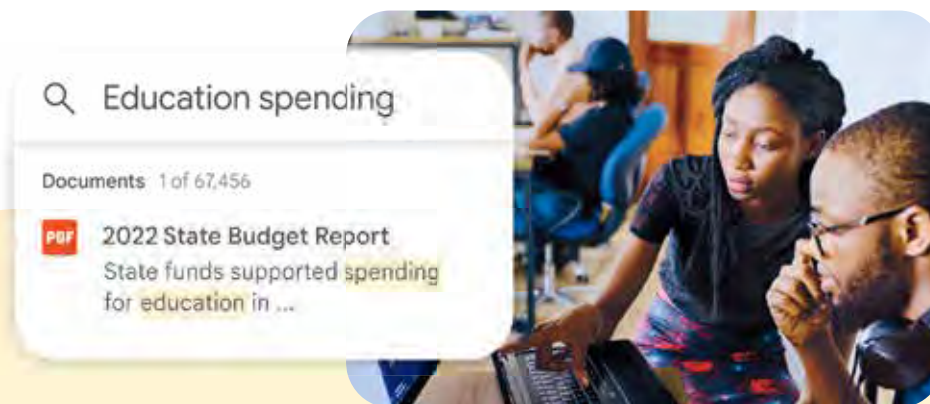 Education spending
Documents 1 of 67,456
PDF
2022 State Budget Report
State funds supported spending
for education in ...